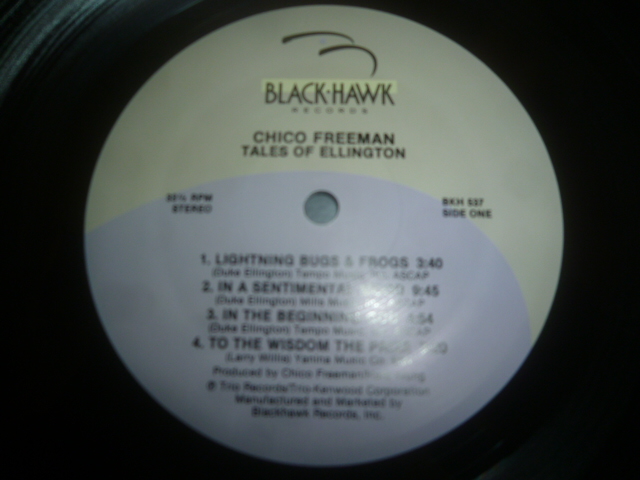 BLACK·HAWK
RECORDS
CHICO FREEMAN
TALES OF ELLINGTON
33⅓ RPM
STEREO
BKH 537
SIDE ONE
1. LIGHTNING BUGS & FROGS 3:40
(Duke Ellington) Tempo Music ASCAP
2. IN A SENTIMENTAL 9:45
(Duke Ellington) Mills
3. IN THE BEGINNING
(Duke Ellington) Tempo
4. TO THE WISDOM THE
(Larry Willis) Yanina Music Co.
Produced by Chico Freeman
℗ Trio Records/Trio-Kenwood Corporation
Manufactured and Marketed by
Blackhawk Records, Inc.